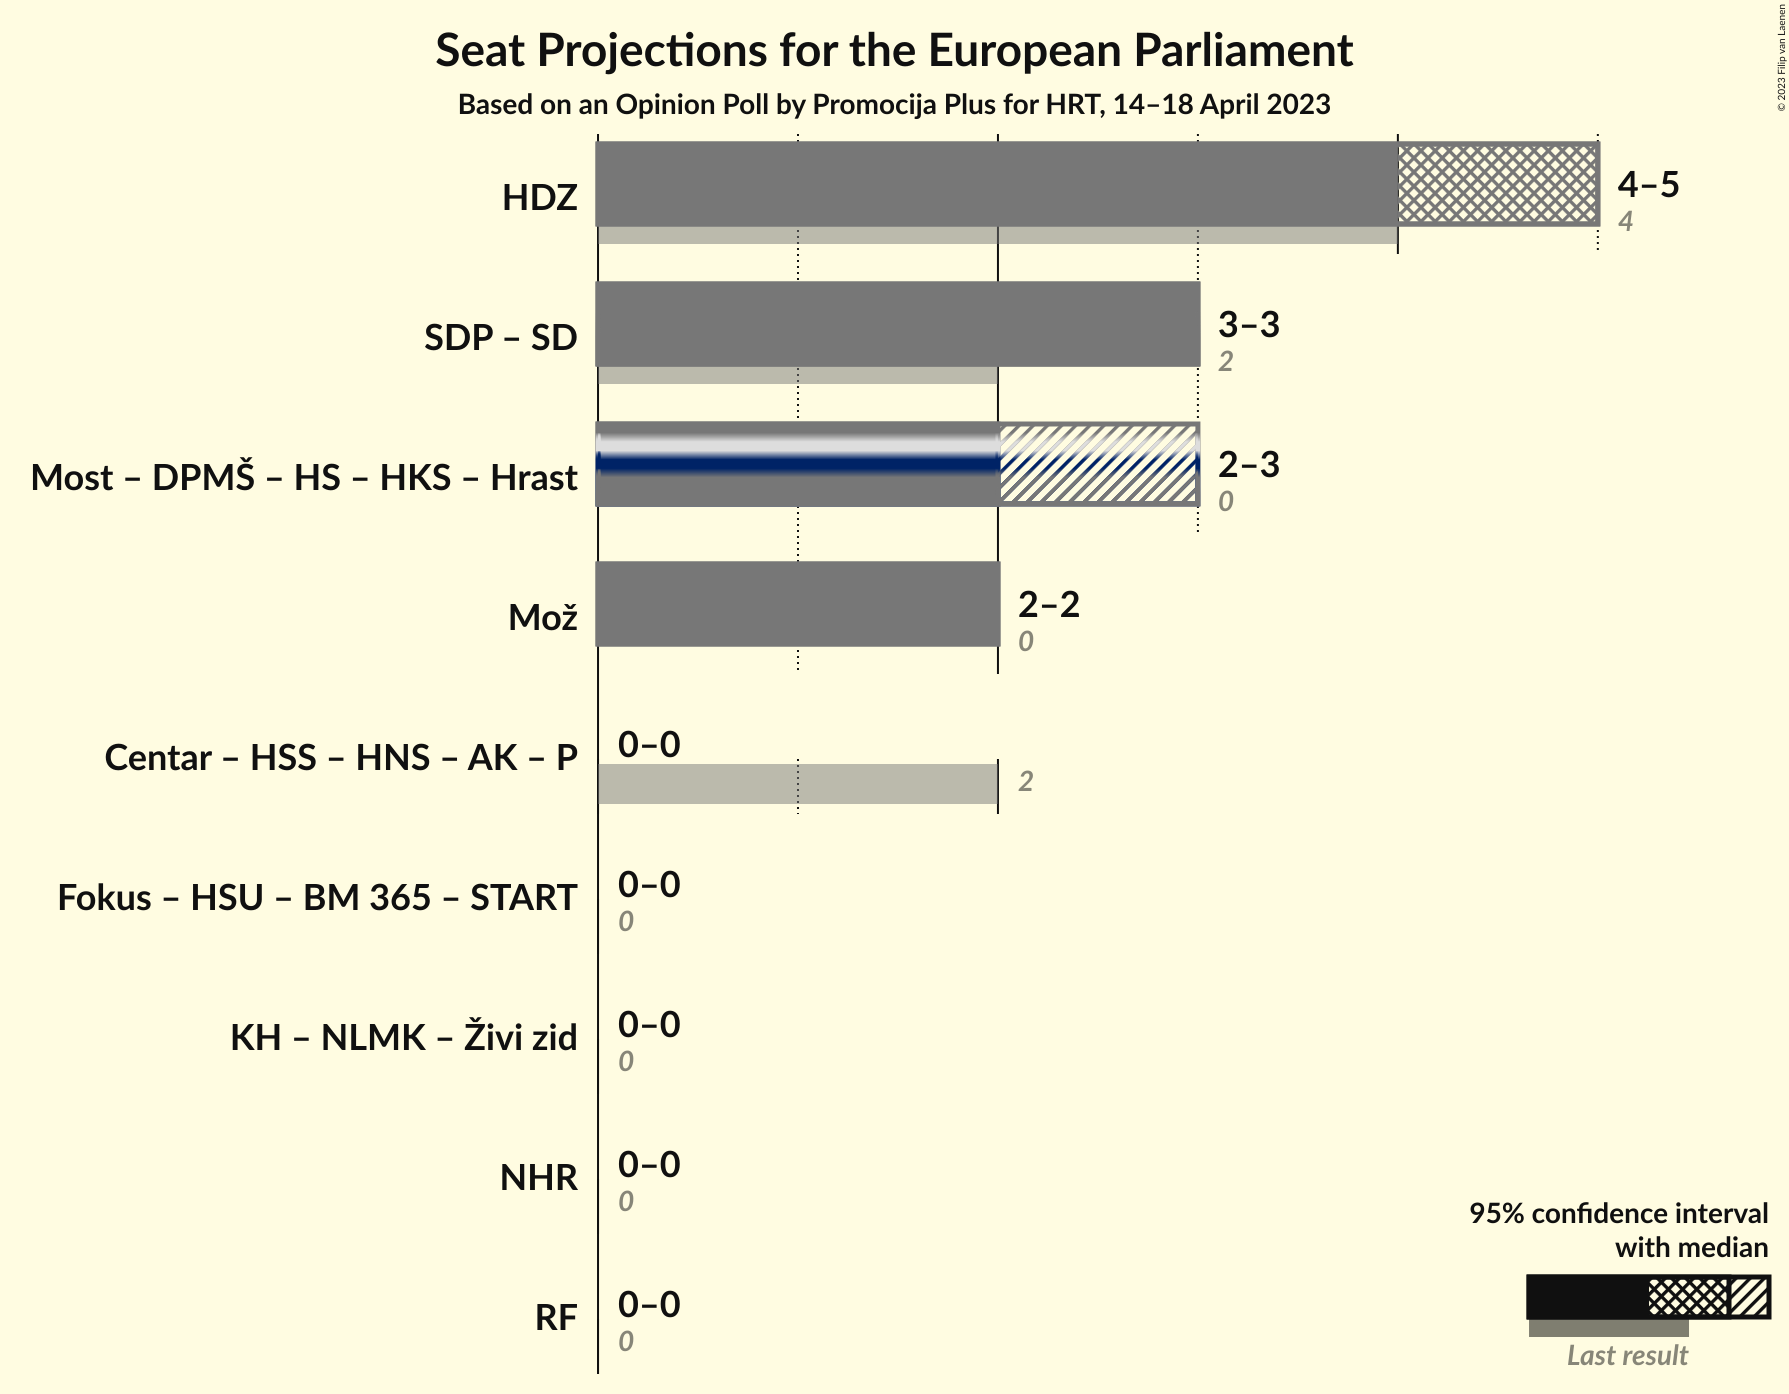 Seat Projections for the European Parliament
Based on an Opinion Poll by Promocija Plus for HRT, 14–18 April 2023
© 2023 Filip van Laenen
HDZ
4–5
4
SDP – SD
3–3
2
Most – DPMŠ – HS – HKS – Hrast
2–3
0
Mož
2–2
0
Centar – HSS – HNS – AK – P
0–0
2
Fokus – HSU – BM 365 – START
0–0
0
KH – NLMK – Živi zid
0–0
0
NHR
0–0
0
RF
0–0
0
95% confidence interval
with median
Last result